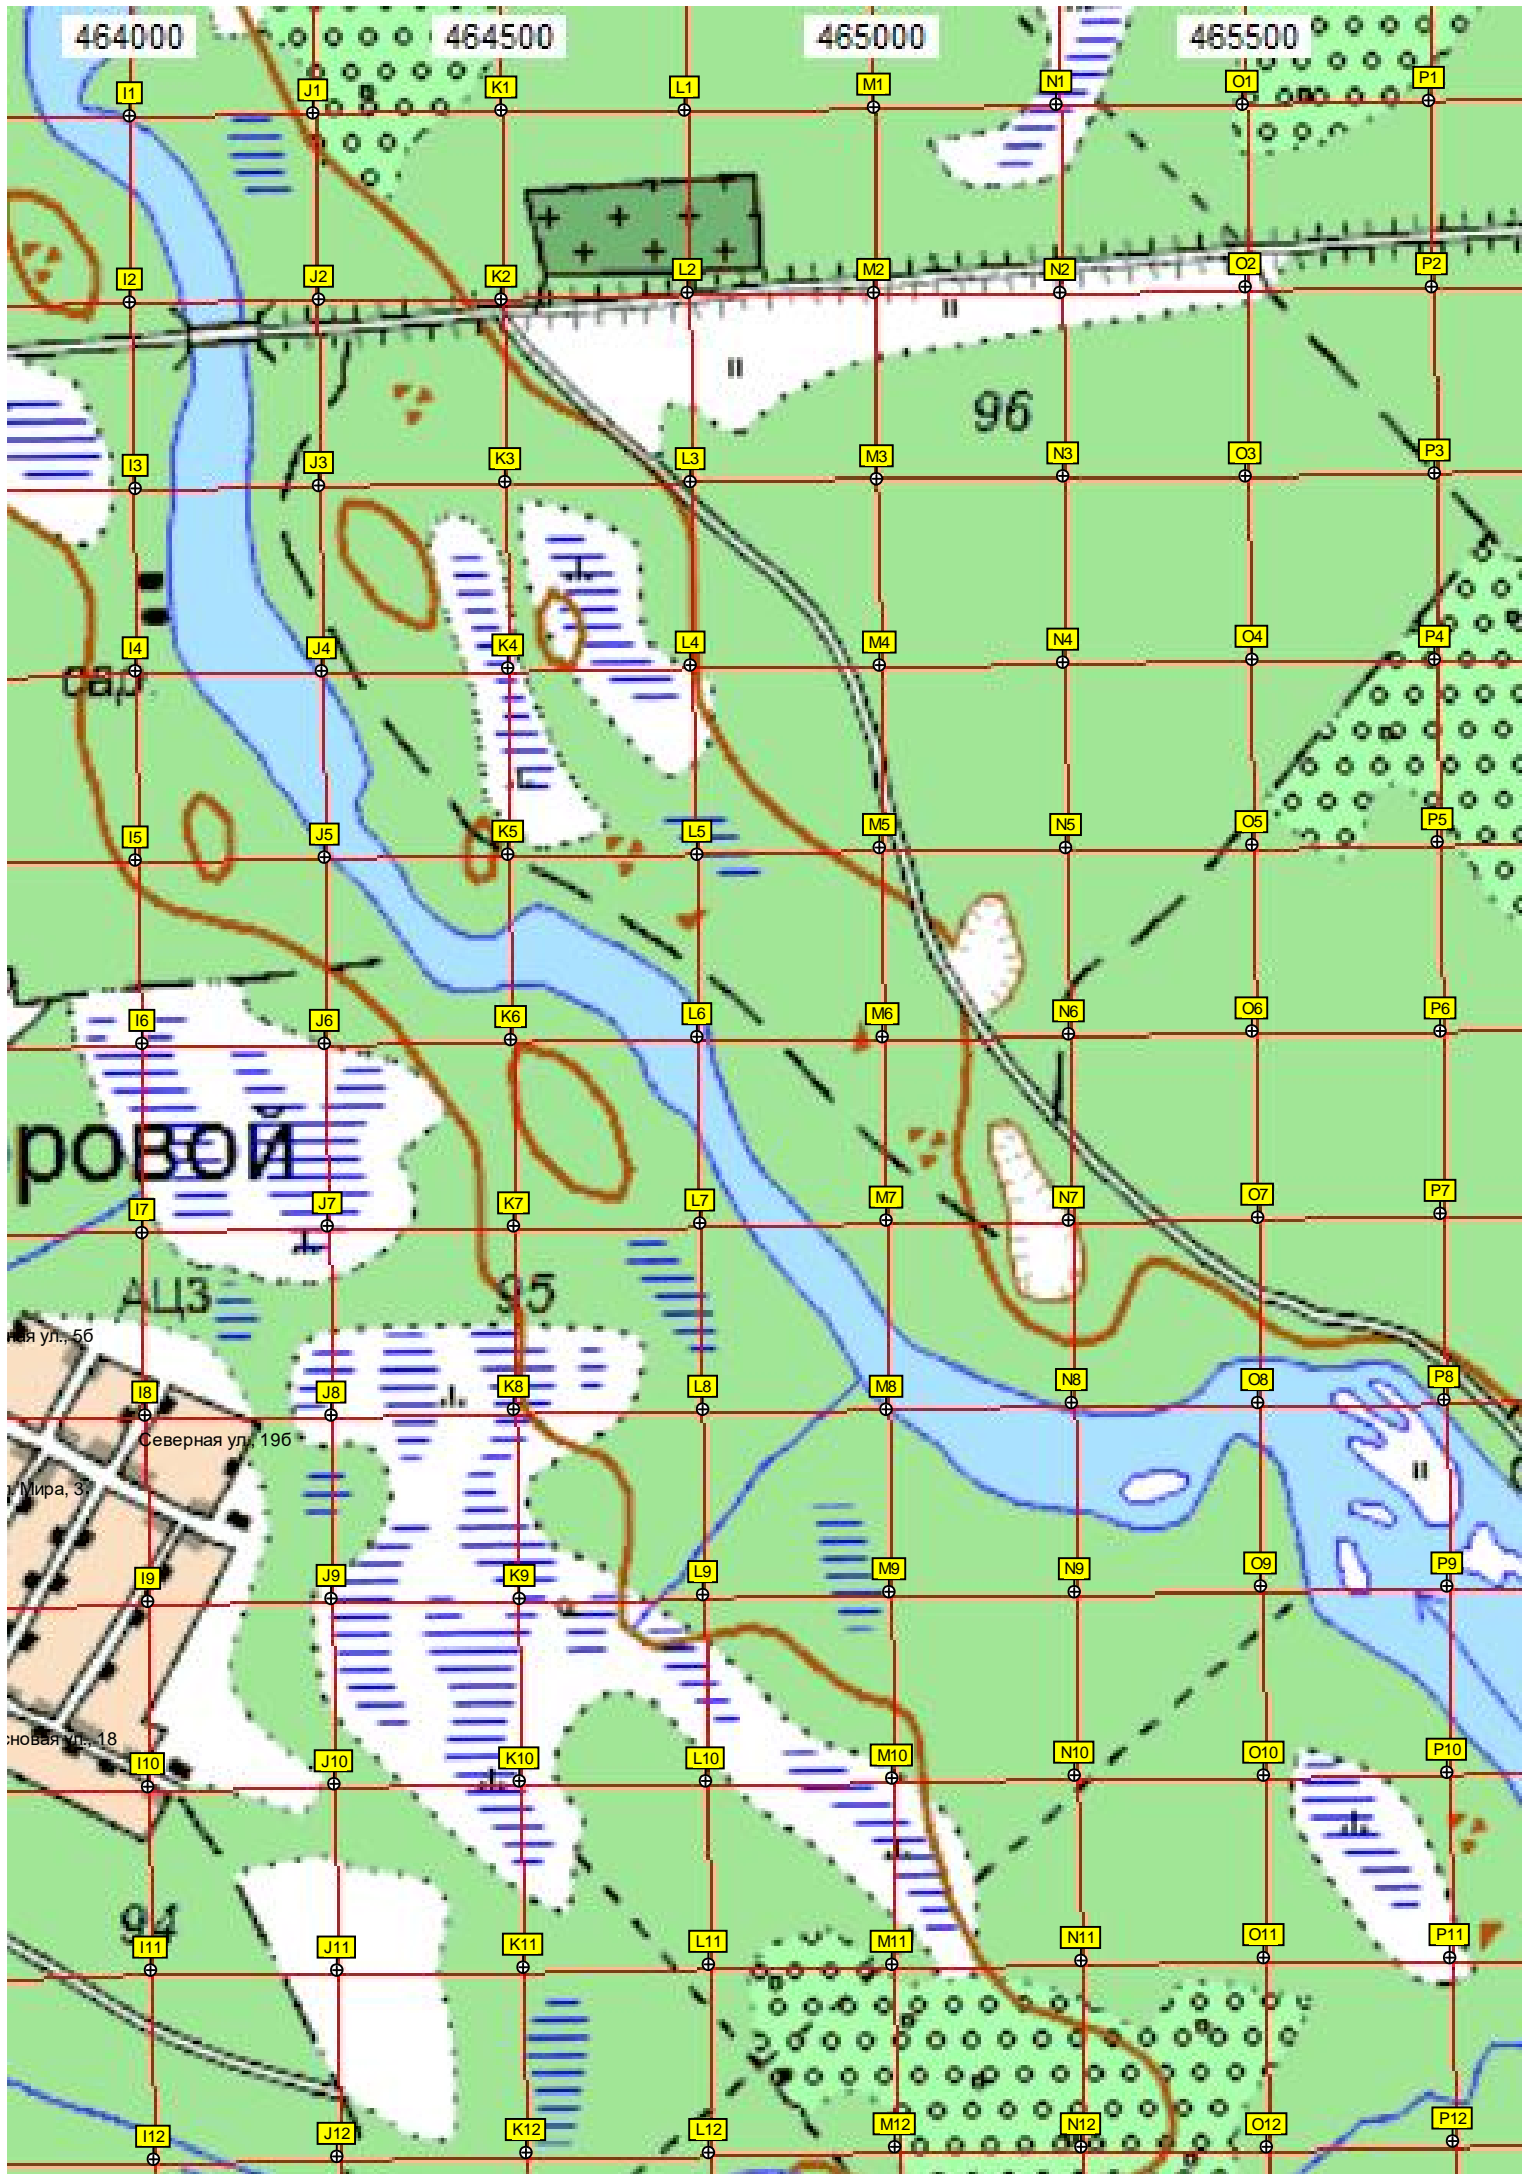 464000 464500 465000 465500
I1 J1 K1 L1 M1 N1 O1 P1
I2 J2 K2 L2 M2 N2 O2 P2
96
I3 J3 K3 L3 M3 N3 O3 P3
I4 J4 K4 L4 M4 N4 O4 P4
сар.
I5 J5 K5 L5 M5 N5 O5 P5
I6 J6 K6 L6 M6 N6 O6 P6
ровой
I7 J7 K7 L7 M7 N7 O7 P7
АЦЗ 95
ная ул., 5б
I8 J8 K8 L8 M8 N8 O8 P8
Северная ул., 19б
Мира, 3
I9 J9 K9 L9 M9 N9 O9 P9
сновая ул., 18
I10 J10 K10 L10 M10 N10 O10 P10
94
I11 J11 K11 L11 M11 N11 O11 P11
I12 J12 K12 L12 M12 N12 O12 P12